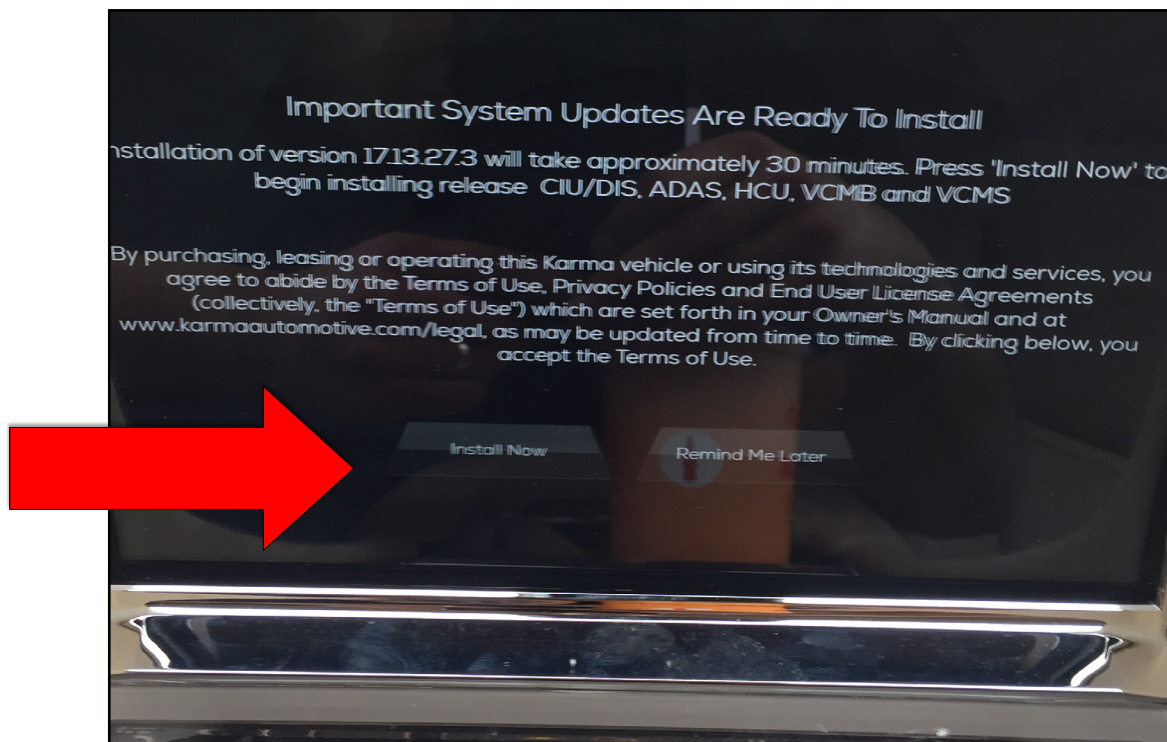 Important System Updates Are Ready To Install
nstallation of version 17.13.27.3 will take approximately 30 minutes. Press 'Install Now' to
begin installing release CIU/DIS, ADAS, HCU, VCMB and VCMS
By purchasing, leasing or operating this Karma vehicle or using its technologies and services, you
agree to abide by the Terms of Use, Privacy Policies and End User License Agreements
(collectively, the "Terms of Use") which are set forth in your Owner's Manual and at
www.karmaautomotive.com/legal, as may be updated from time to time. By clicking below, you
accept the Terms of Use.
Install Now
Remind Me Later